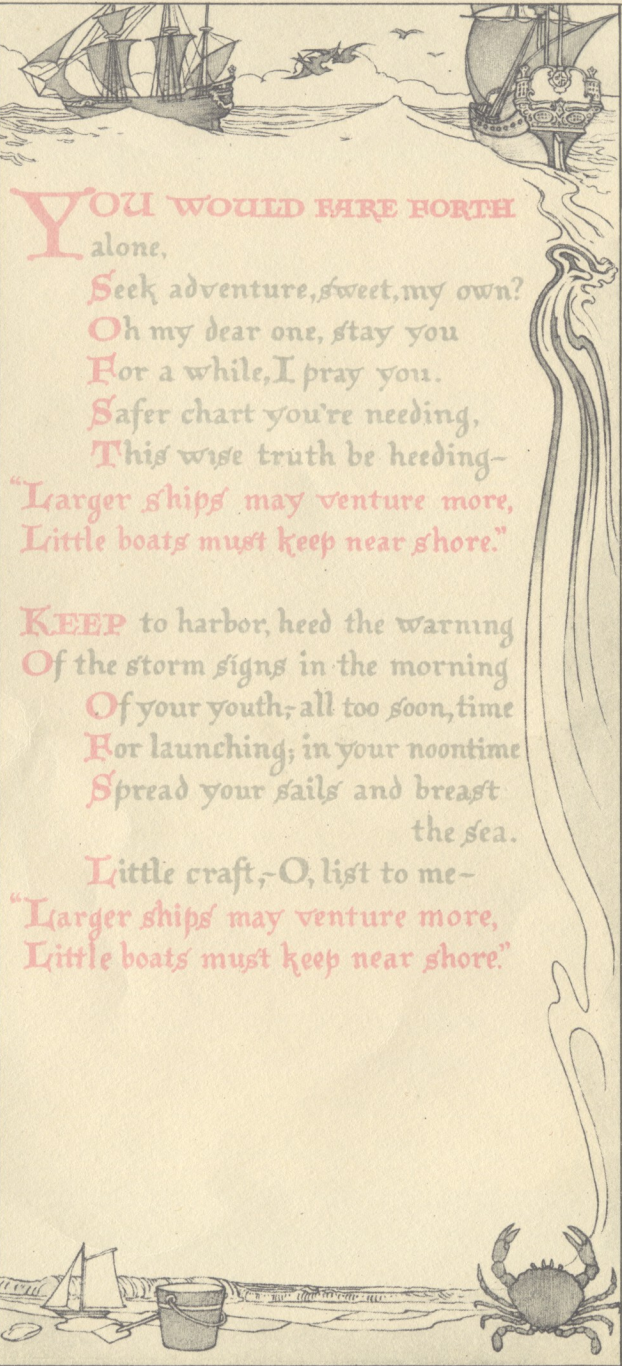 YOU WOULD FARE FORTH
alone,
Seek adventure, sweet, my own?
Oh my dear one, stay you
For a while, I pray you.
Safer chart you're needing,
This wise truth be heeding-
"Larger ships may venture more,
Little boats must keep near shore."
KEEP to harbor, heed the warning
Of the storm signs in the morning
Of your youth;- all too soon, time
For launching; in your noontime
Spread your sails and breast
the sea.
Little craft,- O, list to me-
"Larger ships may venture more,
Little boats must keep near shore."